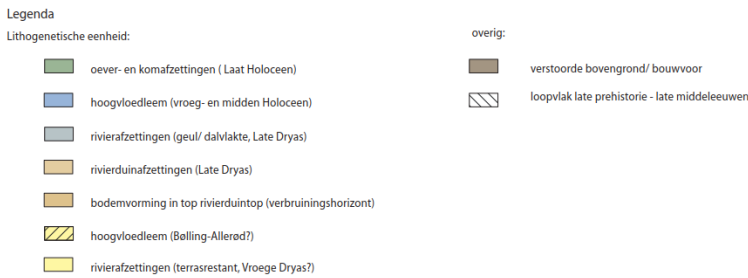 Legenda
Lithogenetische eenheid:
oever- en komafzettingen ( Laat Holoceen)
hoogvloedleem (vroeg- en midden Holoceen)
rivierafzettingen (geul/ dalvlakte, Late Dryas)
rivierduinafzettingen (Late Dryas)
bodemvorming in top rivierduintop (verbruiningshorizont)
hoogvloedleem (Bølling-Allerød?)
rivierafzettingen (terrasrestant, Vroege Dryas?)
overig:
verstoorde bovengrond/ bouwvoor
loopvlak late prehistorie - late middeleeuwen